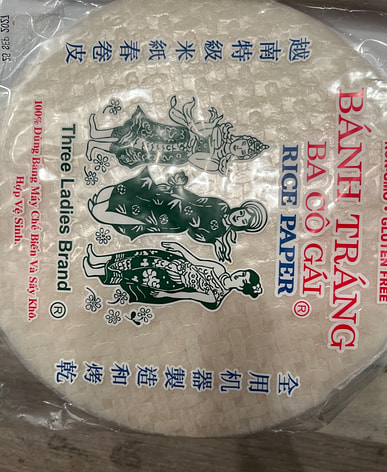 GLUTEN FREE
BÁNH TRÁNG
BA CÔ GÁI ®
RICE PAPER
越南特級米紙春卷皮
全用机器製造和烤乾
Three Ladies Brand ®
100% Dùng Bằng Máy Chế Biến Và Sấy Khô.
Hợp Vệ Sinh.
25 SEP